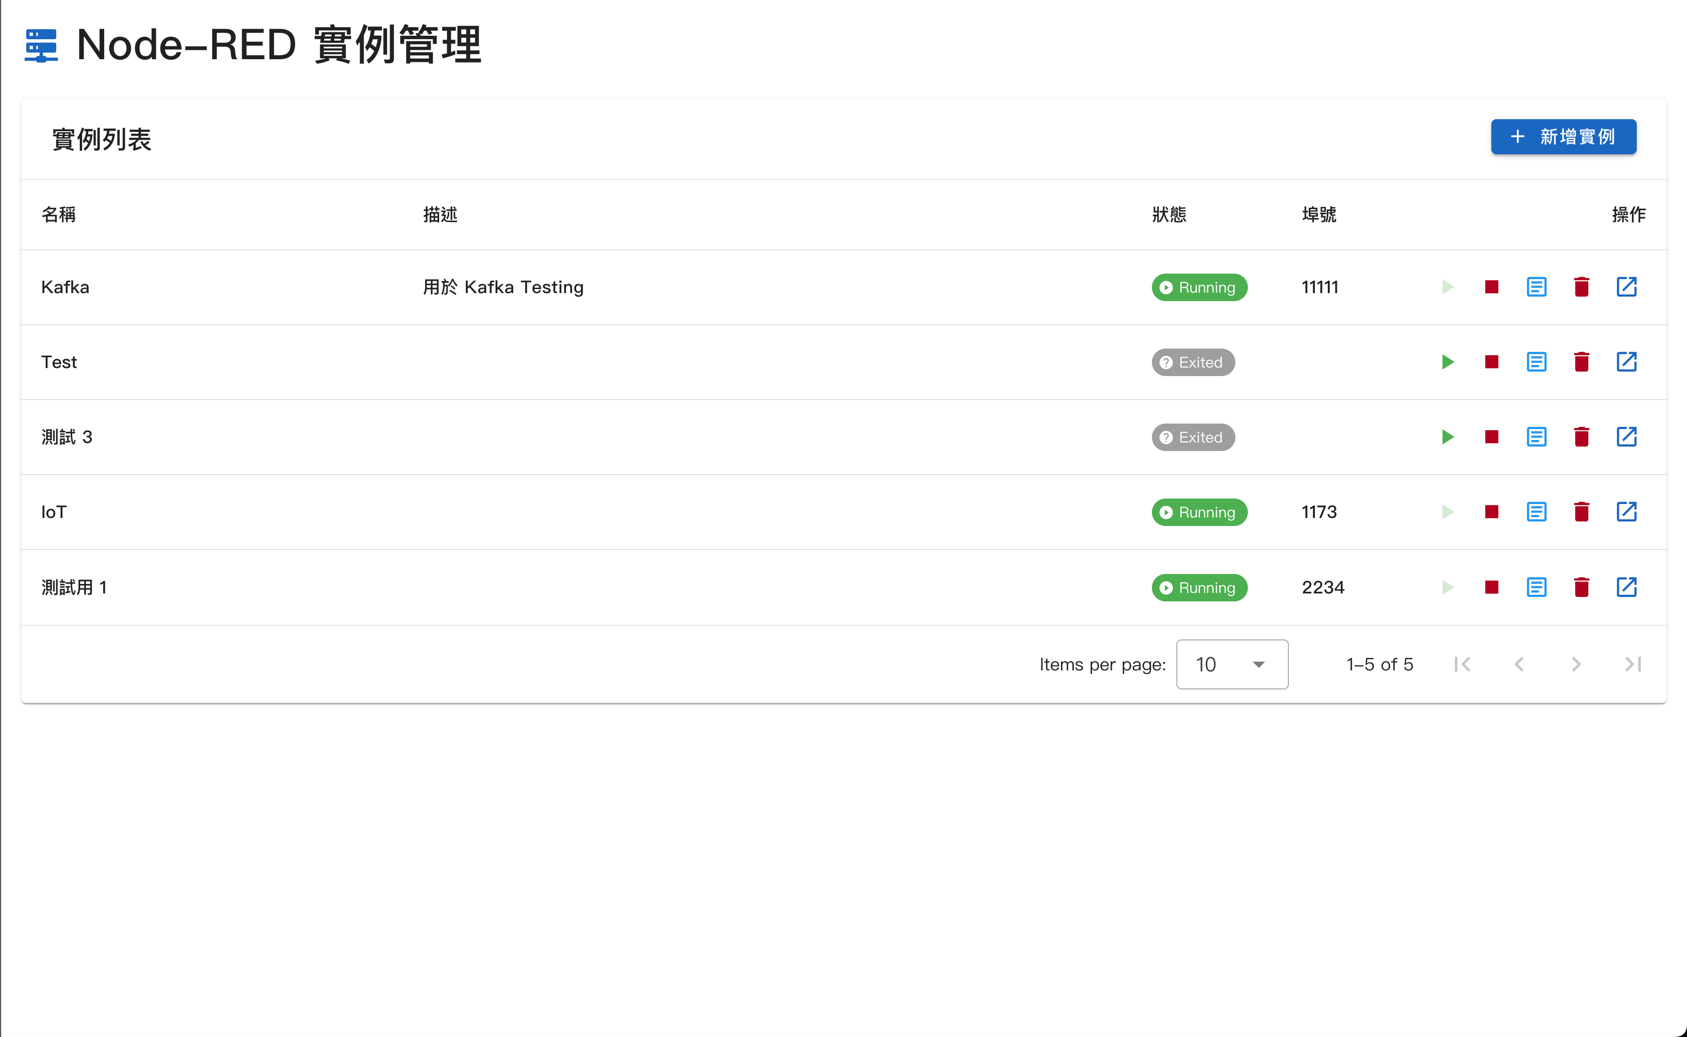 Node-RED 實例管理
實例列表
新增實例
名稱 描述 狀態 埠號 操作
Kafka 用於 Kafka Testing Running 11111
Test Exited
測試 3 Exited
IoT Running 1173
測試用 1 Running 2234
Items per page: 10 1–5 of 5